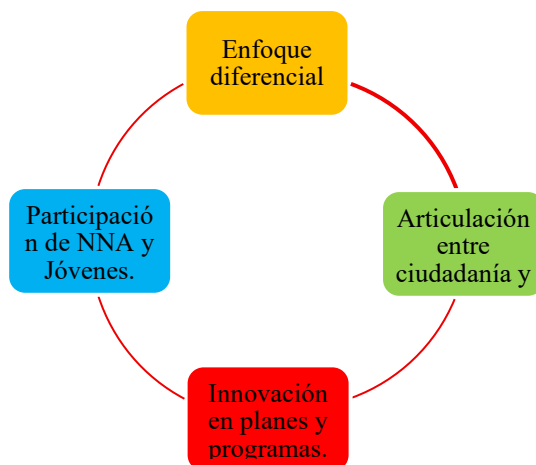 Enfoque
diferencial
Participació
n de NNA y
Jóvenes.
Articulación
entre
ciudadanía y
Innovación
en planes y
programas.